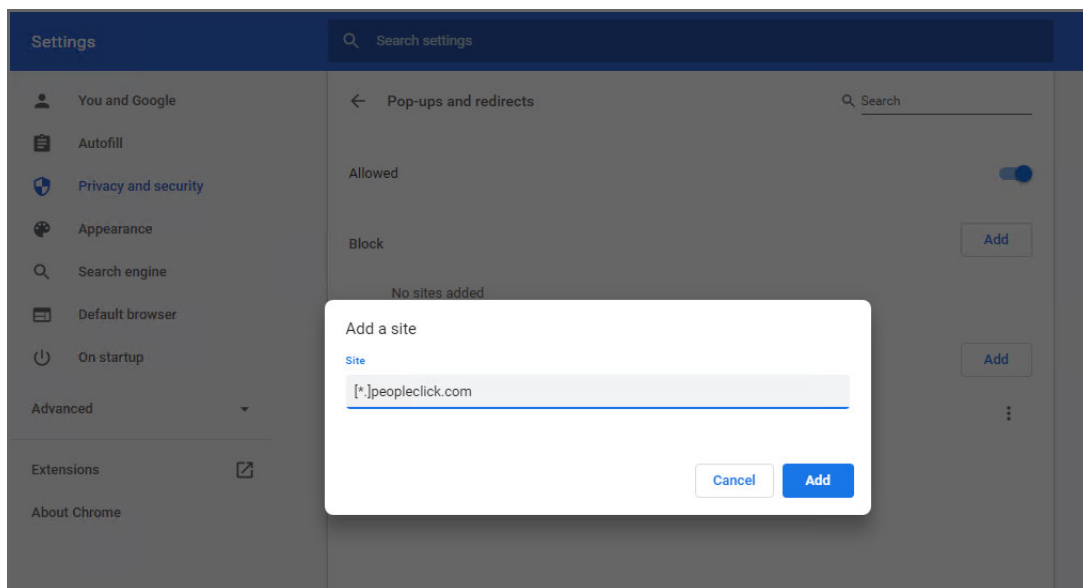 Settings
Search settings
You and Google
Autofill
Privacy and security
Appearance
Search engine
Default browser
On startup
Advanced
Extensions
About Chrome
Pop-ups and redirects
Search
Allowed
Block
Add
No sites added
Add
Add a site
Site
[*.]peopleclick.com
Cancel
Add